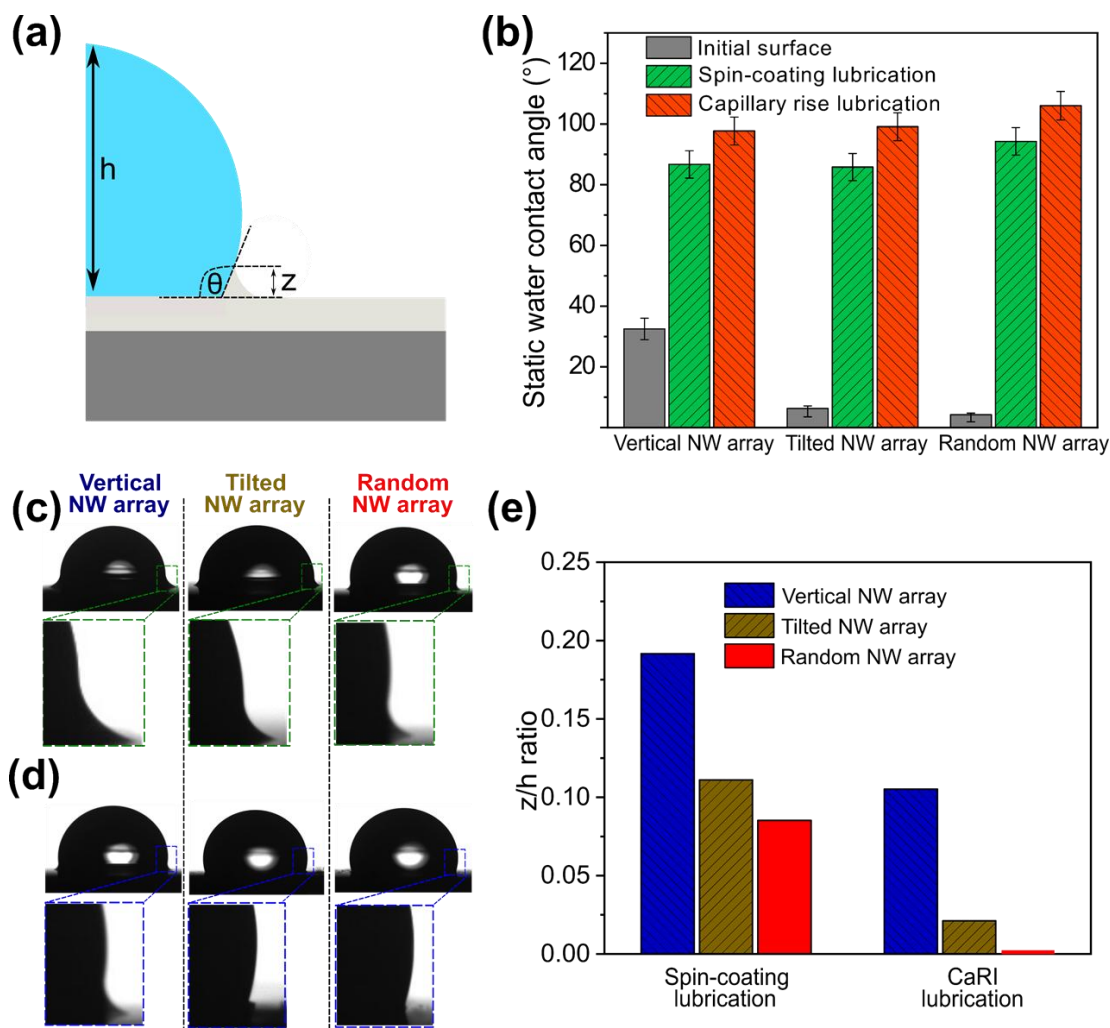 (a)
h
θ
z
(b)
Static water contact angle (°)
120
100
80
60
40
20
Initial surface
Spin-coating lubrication
Capillary rise lubrication
Vertical NW array
Tilted NW array
Random NW array
(c)
Vertical
NW array
Tilted
NW array
Random
NW array
(d)
(e)
z/h ratio
0.25
0.20
0.15
0.10
0.05
0.00
Vertical NW array
Tilted NW array
Random NW array
Spin-coating
lubrication
CaRI
lubrication